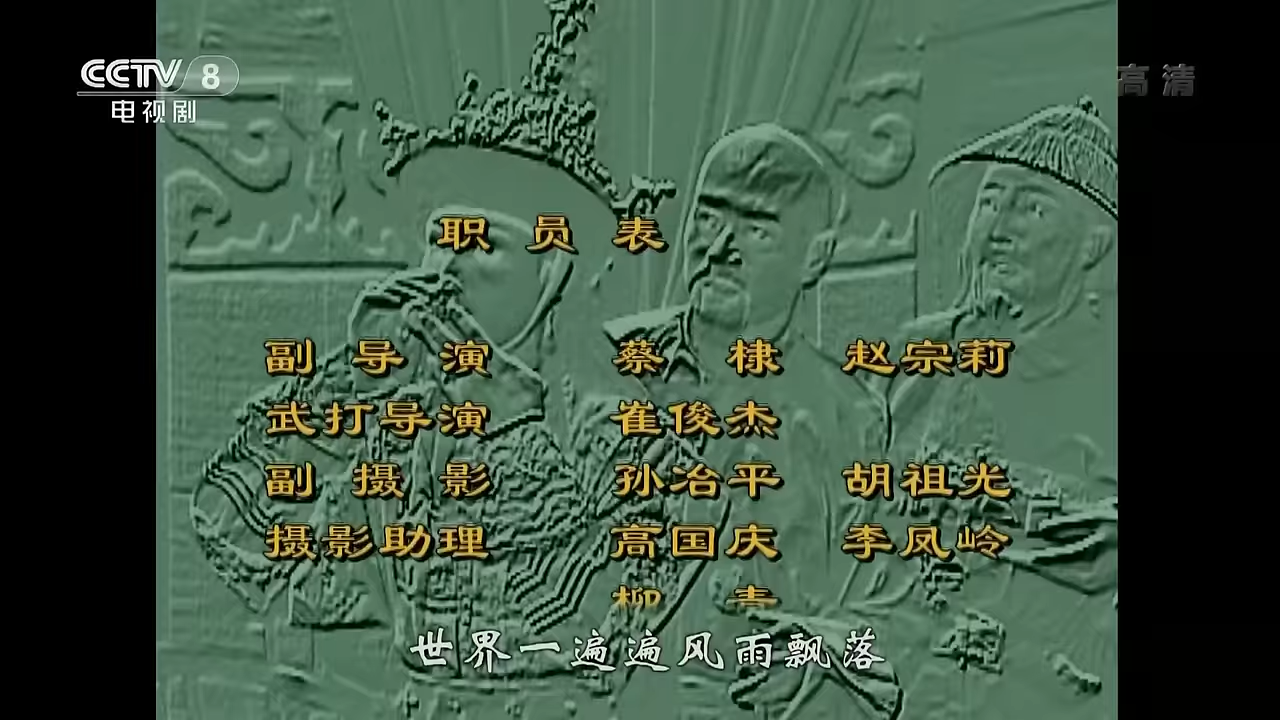 CCTV 8
高清
电视剧
职员表
副导演 蔡棣 赵宗莉
武打导演 崔俊杰
副摄影 孙冶平 胡祖光
摄影助理 高国庆 李凤岭
柳青
世界一遍遍风雨飘落